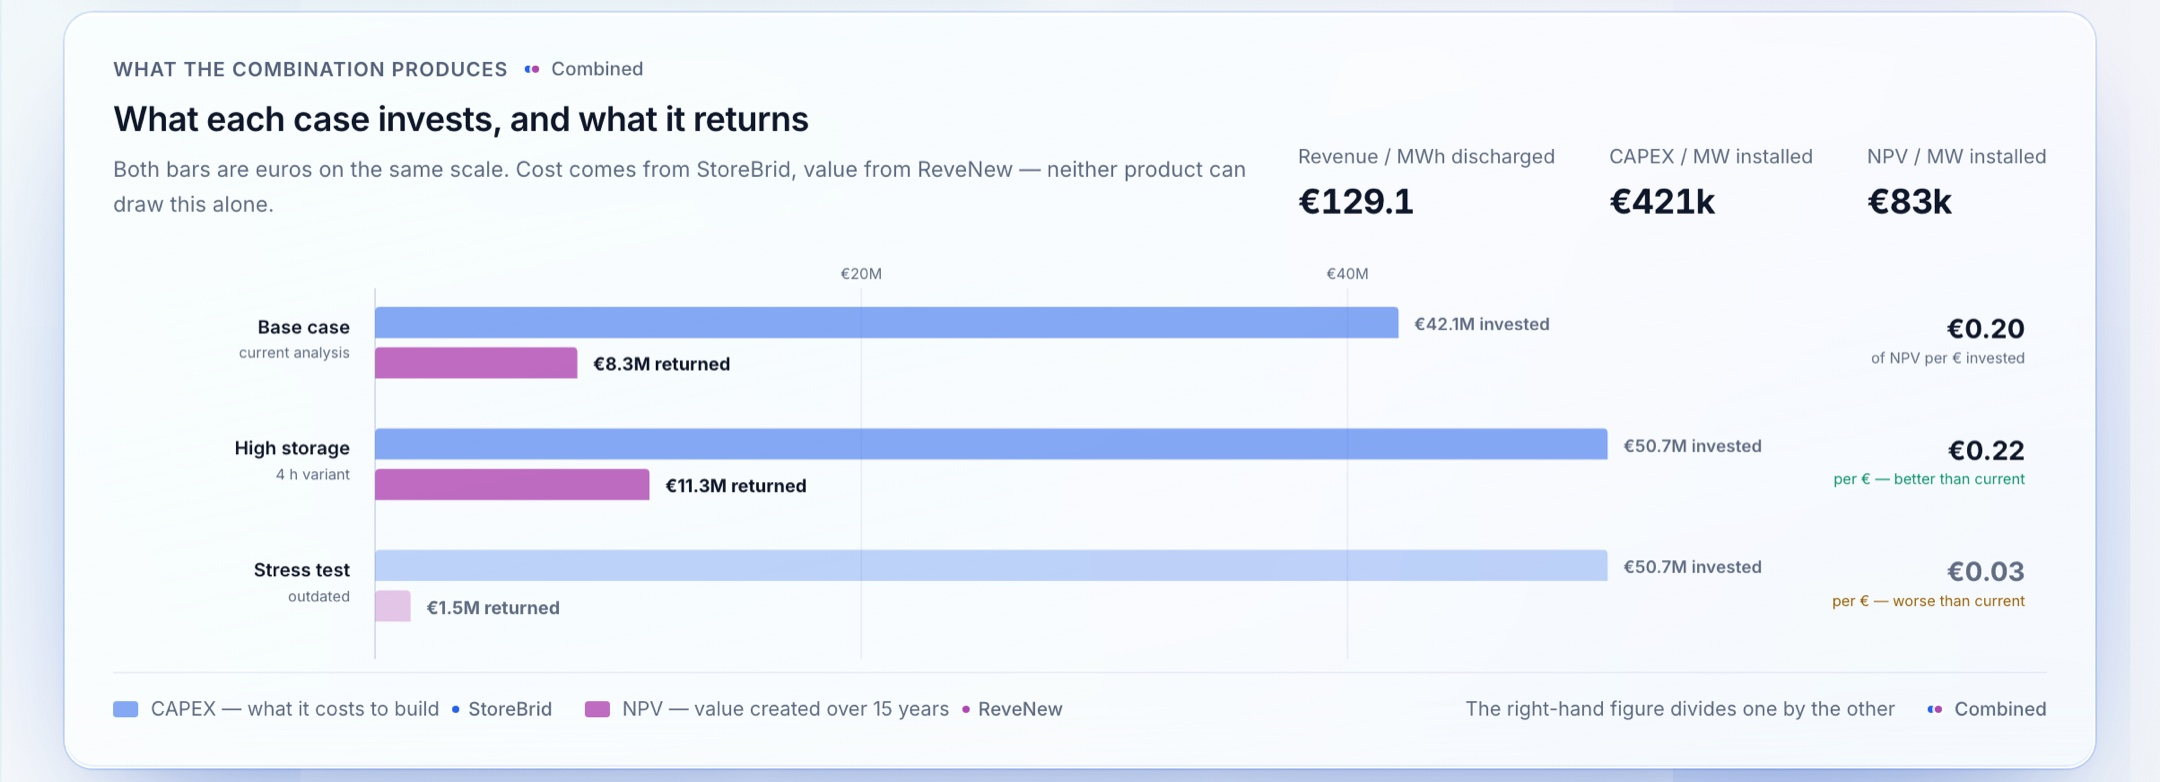 WHAT THE COMBINATION PRODUCES Combined
What each case invests, and what it returns
Both bars are euros on the same scale. Cost comes from StoreBrid, value from ReveNew — neither product can
draw this alone.
Revenue / MWh discharged CAPEX / MW installed NPV / MW installed
€129.1 €421k €83k
€20M €40M
Base case
current analysis
€42.1M invested
€8.3M returned
€0.20
of NPV per € invested
High storage
4 h variant
€50.7M invested
€11.3M returned
€0.22
per € — better than current
Stress test
outdated
€50.7M invested
€1.5M returned
€0.03
per € — worse than current
CAPEX — what it costs to build StoreBrid NPV — value created over 15 years ReveNew
The right-hand figure divides one by the other Combined